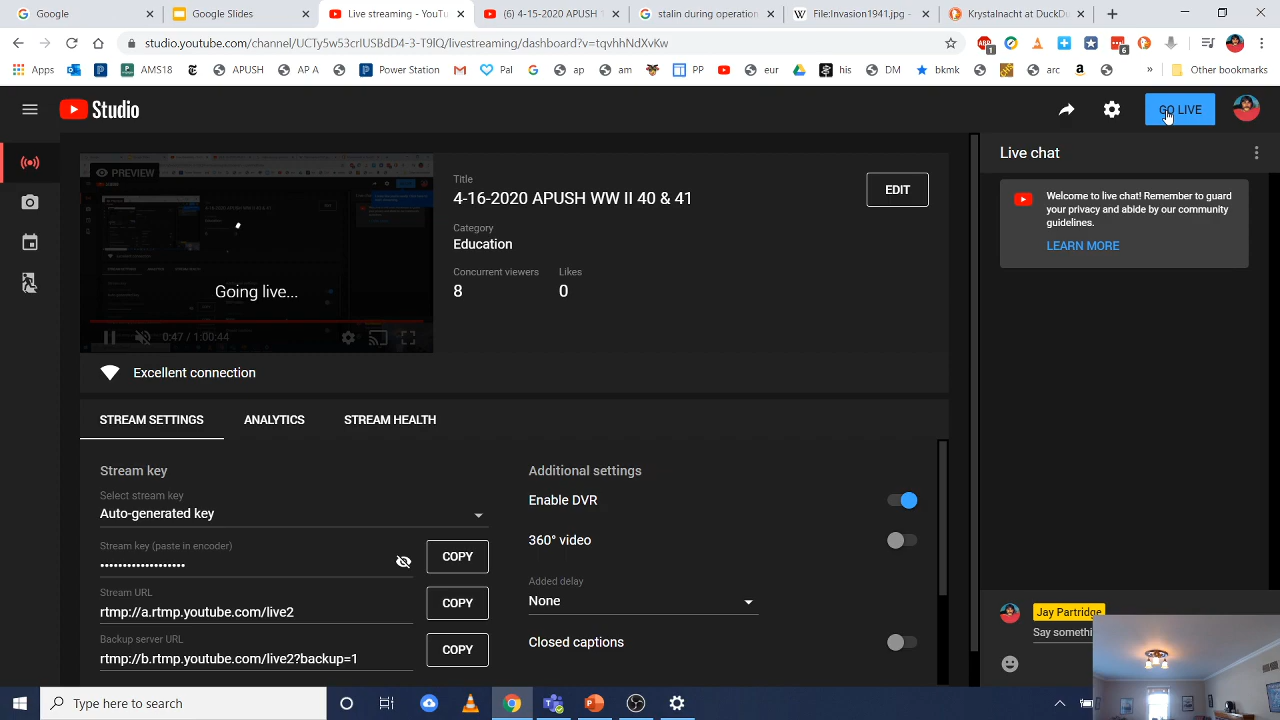 Google
Google Slides
Live streaming - YouTu
(6) 4-15-2020 APUSH
stalin during operation
File:Invasion1941.jpg -
Krystalnacht at DuckDu
studio.youtube.com/channel/UCTy5w53crlUSRJD4-3-T9lQ/livestreaming/dashboard?v=tqvhhNdXvKw
Apps
AMS18
APUSH
AP A
Power Station
Pal
ap
am
PP
eur
his
DM
bkmk
arc
Other bookmarks
Studio
GO LIVE
PREVIEW
Going live...
0:47 / 1:00:44
Title
4-16-2020 APUSH WW II 40 & 41
EDIT
Category
Education
Concurrent viewers
Likes
8
0
Excellent connection
Live chat
Welcome to live chat! Remember to guard
your privacy and abide by our community
guidelines.
LEARN MORE
STREAM SETTINGS
ANALYTICS
STREAM HEALTH
Stream key
Select stream key
Auto-generated key
Stream key (paste in encoder)
COPY
Stream URL
rtmp://a.rtmp.youtube.com/live2
COPY
Backup server URL
rtmp://b.rtmp.youtube.com/live2?backup=1
COPY
Additional settings
Enable DVR
360° video
Added delay
None
Closed captions
Jay Partridge
Say somethi
Type here to search